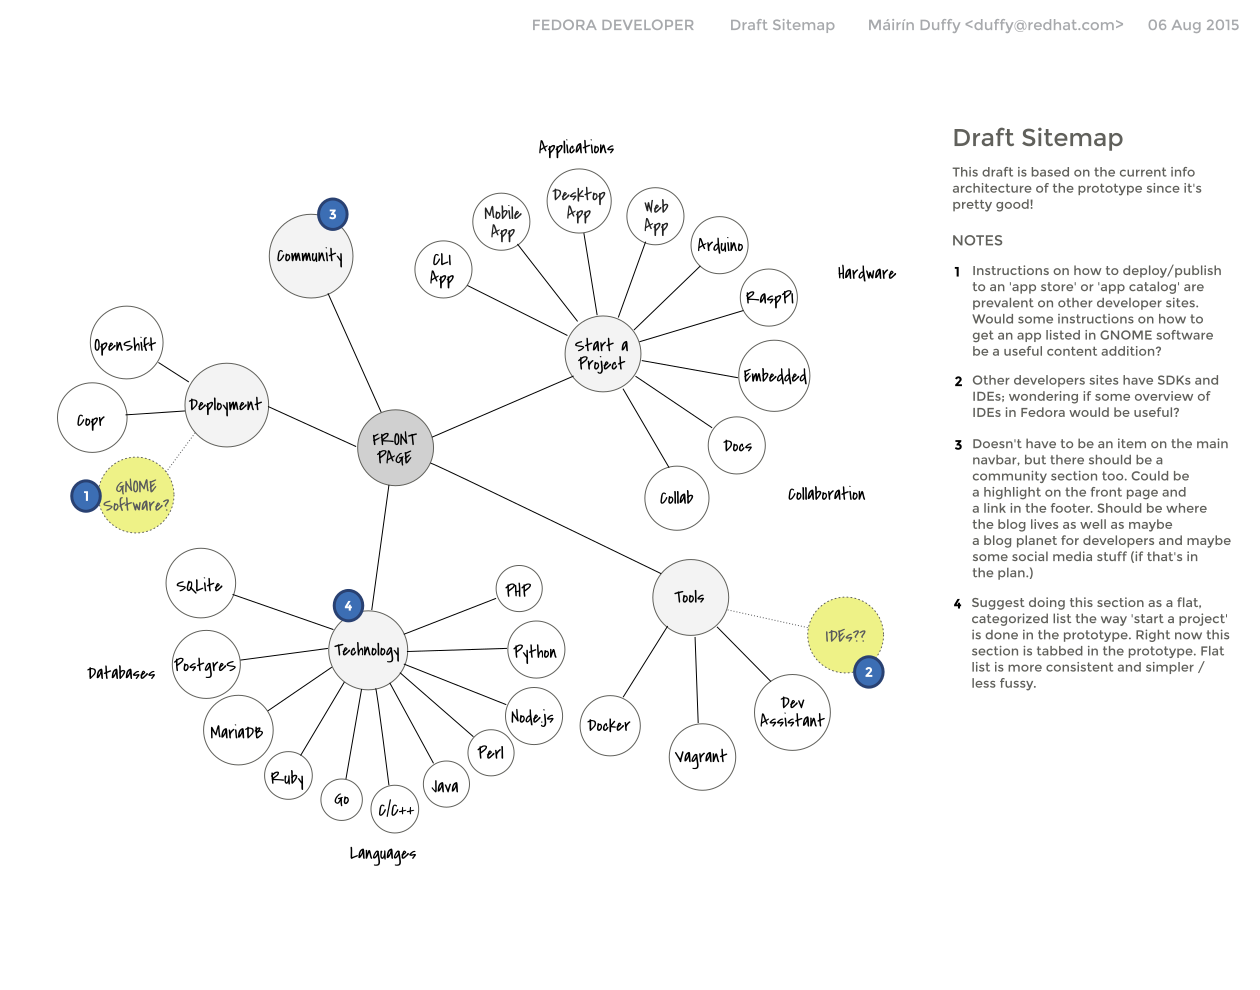 FEDORA DEVELOPER Draft Sitemap Máirín Duffy <duffy@redhat.com> 06 Aug 2015
Applications
Desktop
App
Mobile
App
Web
App
3
Community
CLI
App
Arduino
Hardware
RaspPI
OpenShift
Start a
Project
Embedded
Deployment
Copr
FRONT
PAGE
Docs
1
GNOME
Software?
Collab
Collaboration
SQLite
4
PHP
Tools
IDEs??
2
Databases
Postgres
Technology
Python
MariaDB
Node.js
Docker
Dev
Assistant
Vagrant
Ruby
Go
C/C++
Java
Perl
Languages
Draft Sitemap
This draft is based on the current info
architecture of the prototype since it's
pretty good!
NOTES
1 Instructions on how to deploy/publish
to an 'app store' or 'app catalog' are
prevalent on other developer sites.
Would some instructions on how to
get an app listed in GNOME software
be a useful content addition?
2 Other developers sites have SDKs and
IDEs; wondering if some overview of
IDEs in Fedora would be useful?
3 Doesn't have to be an item on the main
navbar, but there should be a
community section too. Could be
a highlight on the front page and
a link in the footer. Should be where
the blog lives as well as maybe
a blog planet for developers and maybe
some social media stuff (if that's in
the plan.)
4 Suggest doing this section as a flat,
categorized list the way 'start a project'
is done in the prototype. Right now this
section is tabbed in the prototype. Flat
list is more consistent and simpler /
less fussy.